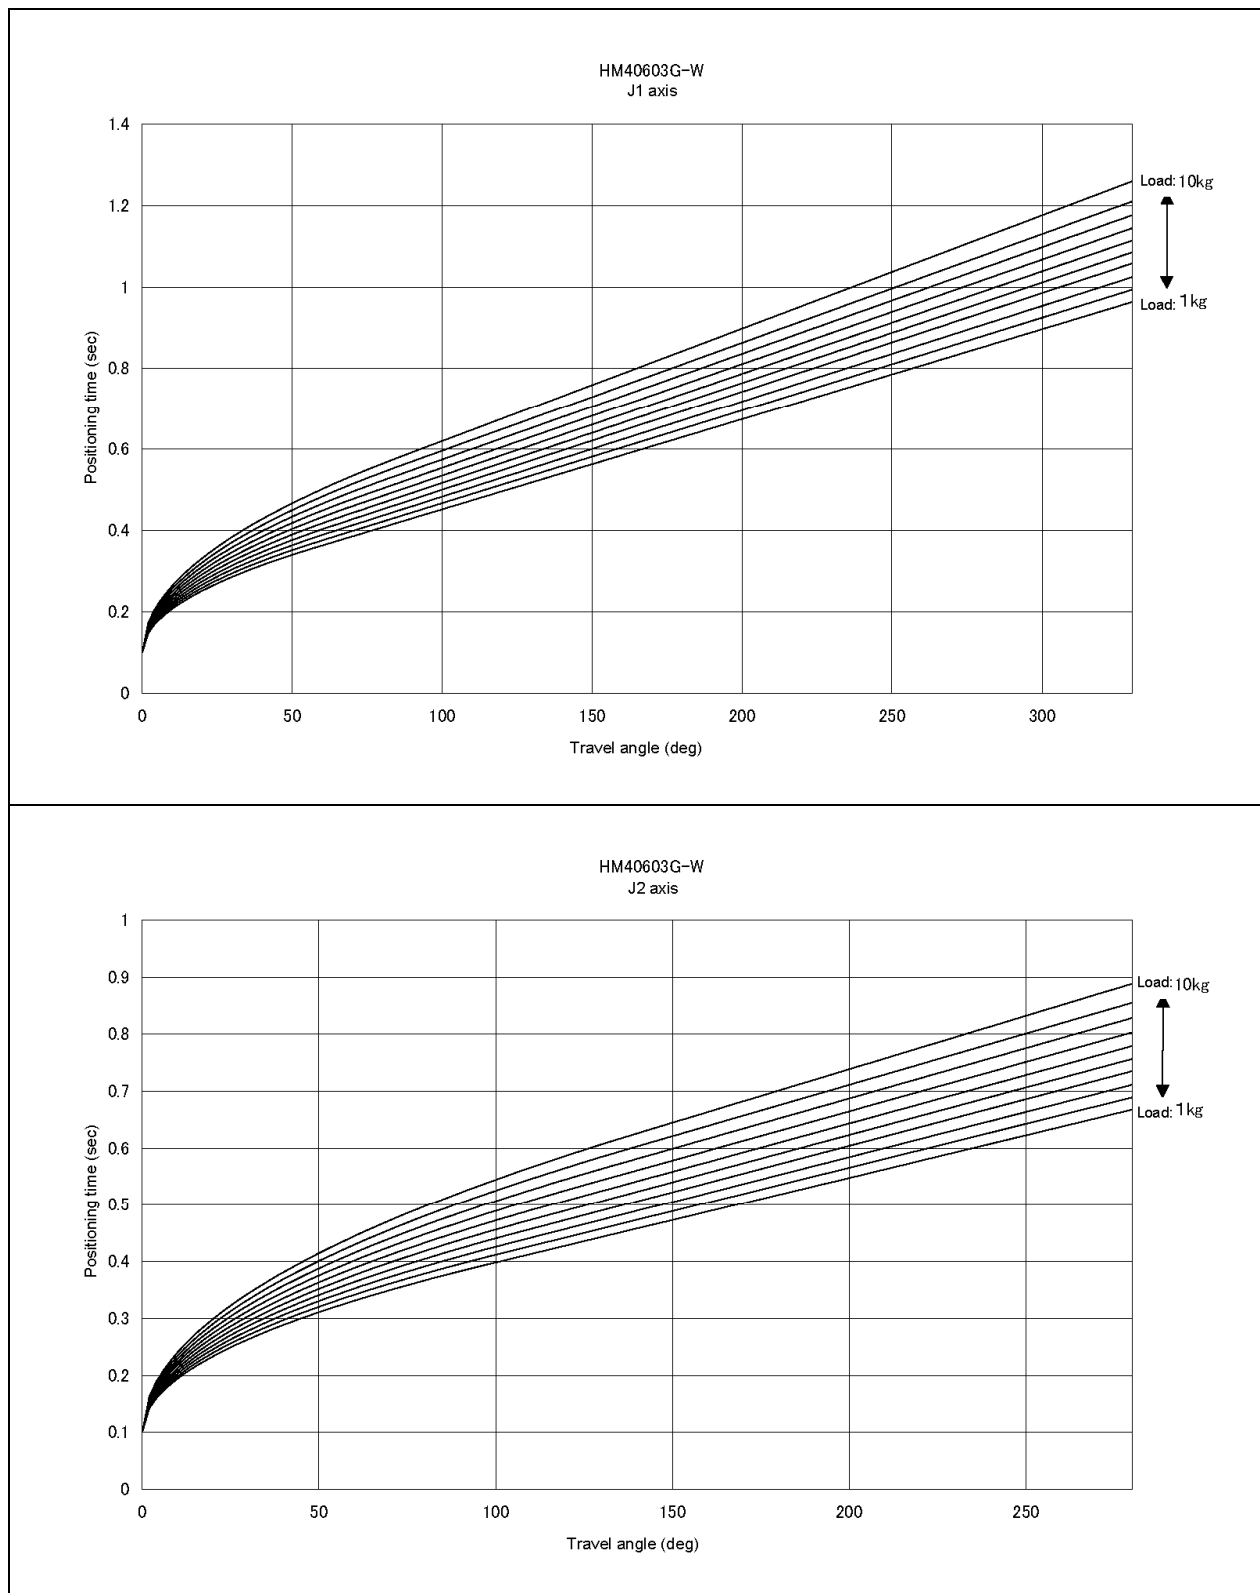 HM40603G-W
J1 axis
1.4
1.2
1
0.8
0.6
0.4
0.2
0
Positioning time (sec)
Load: 10kg
Load: 1kg
0 50 100 150 200 250 300
Travel angle (deg)
HM40603G-W
J2 axis
1
0.9
0.8
0.7
0.6
0.5
0.4
0.3
0.2
0.1
0
Positioning time (sec)
Load: 10kg
Load: 1kg
0 50 100 150 200 250
Travel angle (deg)